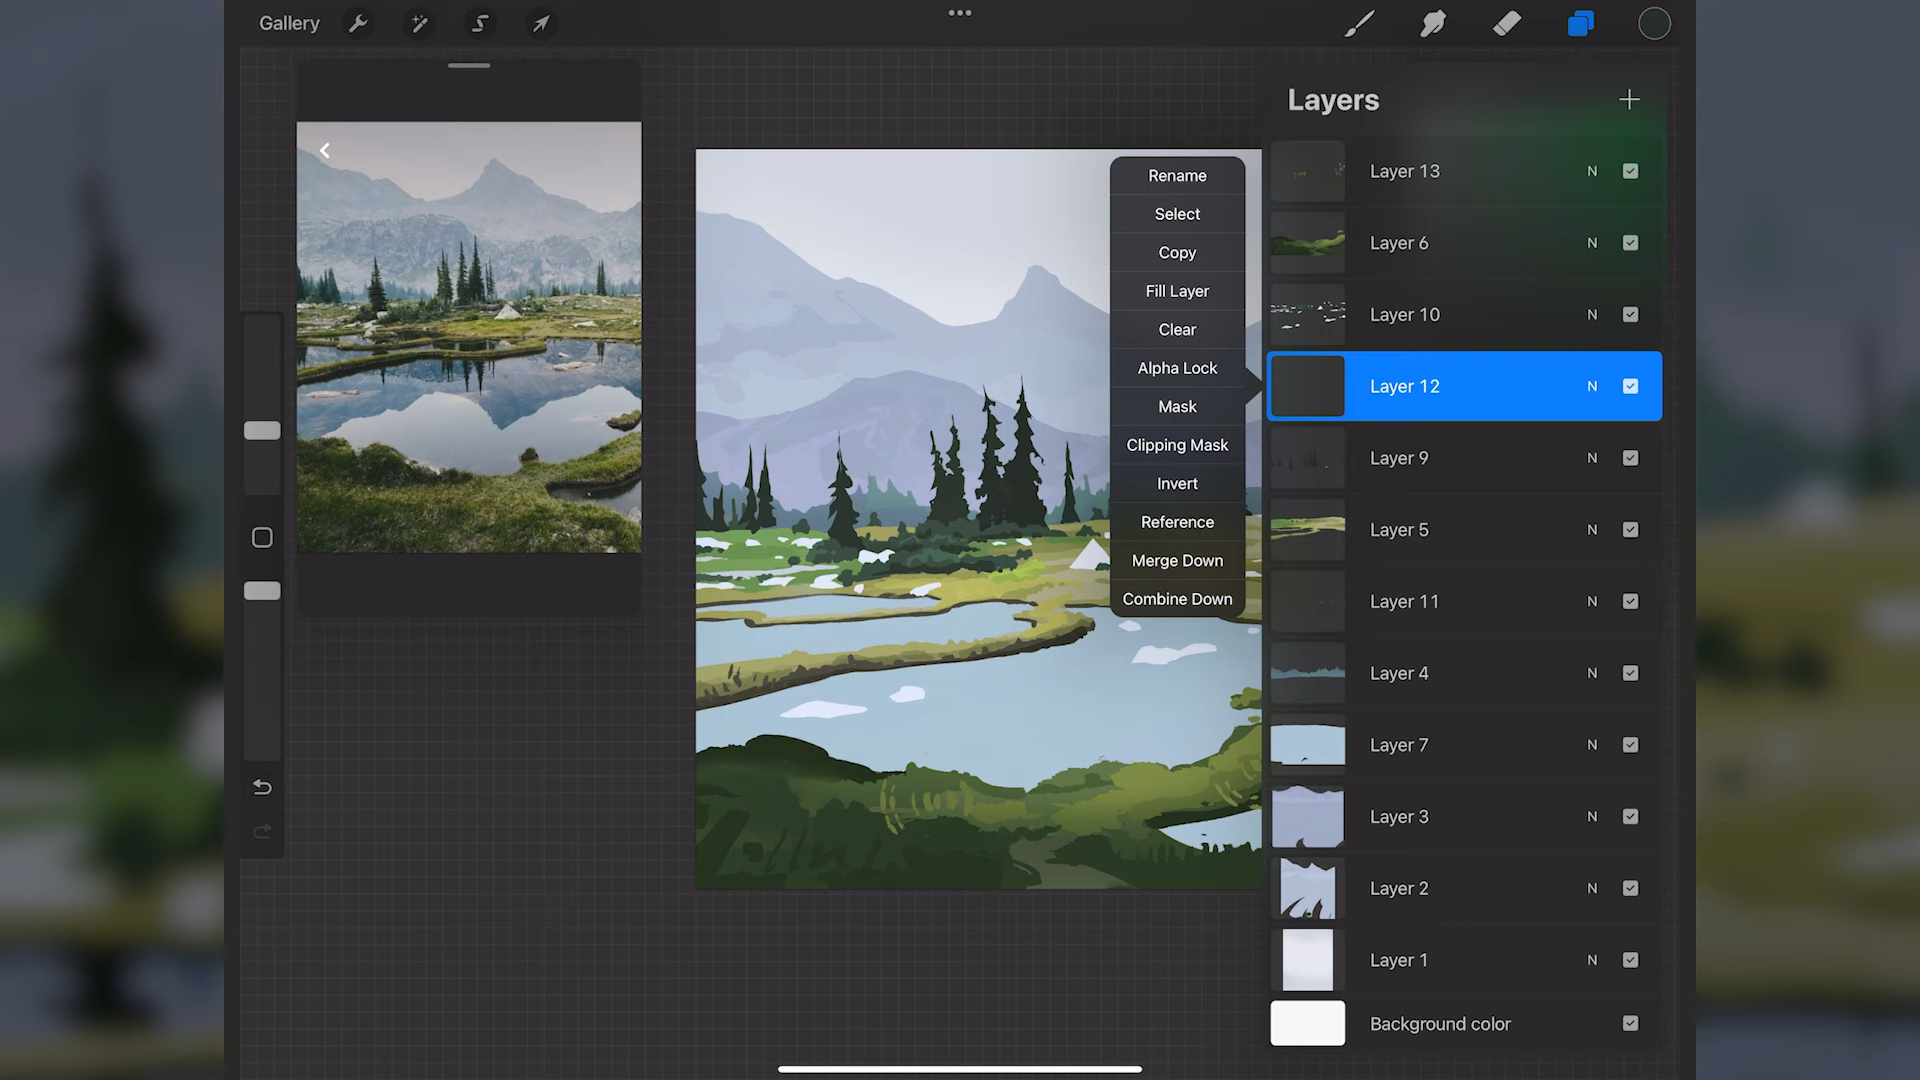 Gallery
Layers
Rename
Select
Copy
Fill Layer
Clear
Alpha Lock
Mask
Clipping Mask
Invert
Reference
Merge Down
Combine Down
Layer 13 N
Layer 6 N
Layer 10 N
Layer 12 N
Layer 9 N
Layer 5 N
Layer 11 N
Layer 4 N
Layer 7 N
Layer 3 N
Layer 2 N
Layer 1 N
Background color